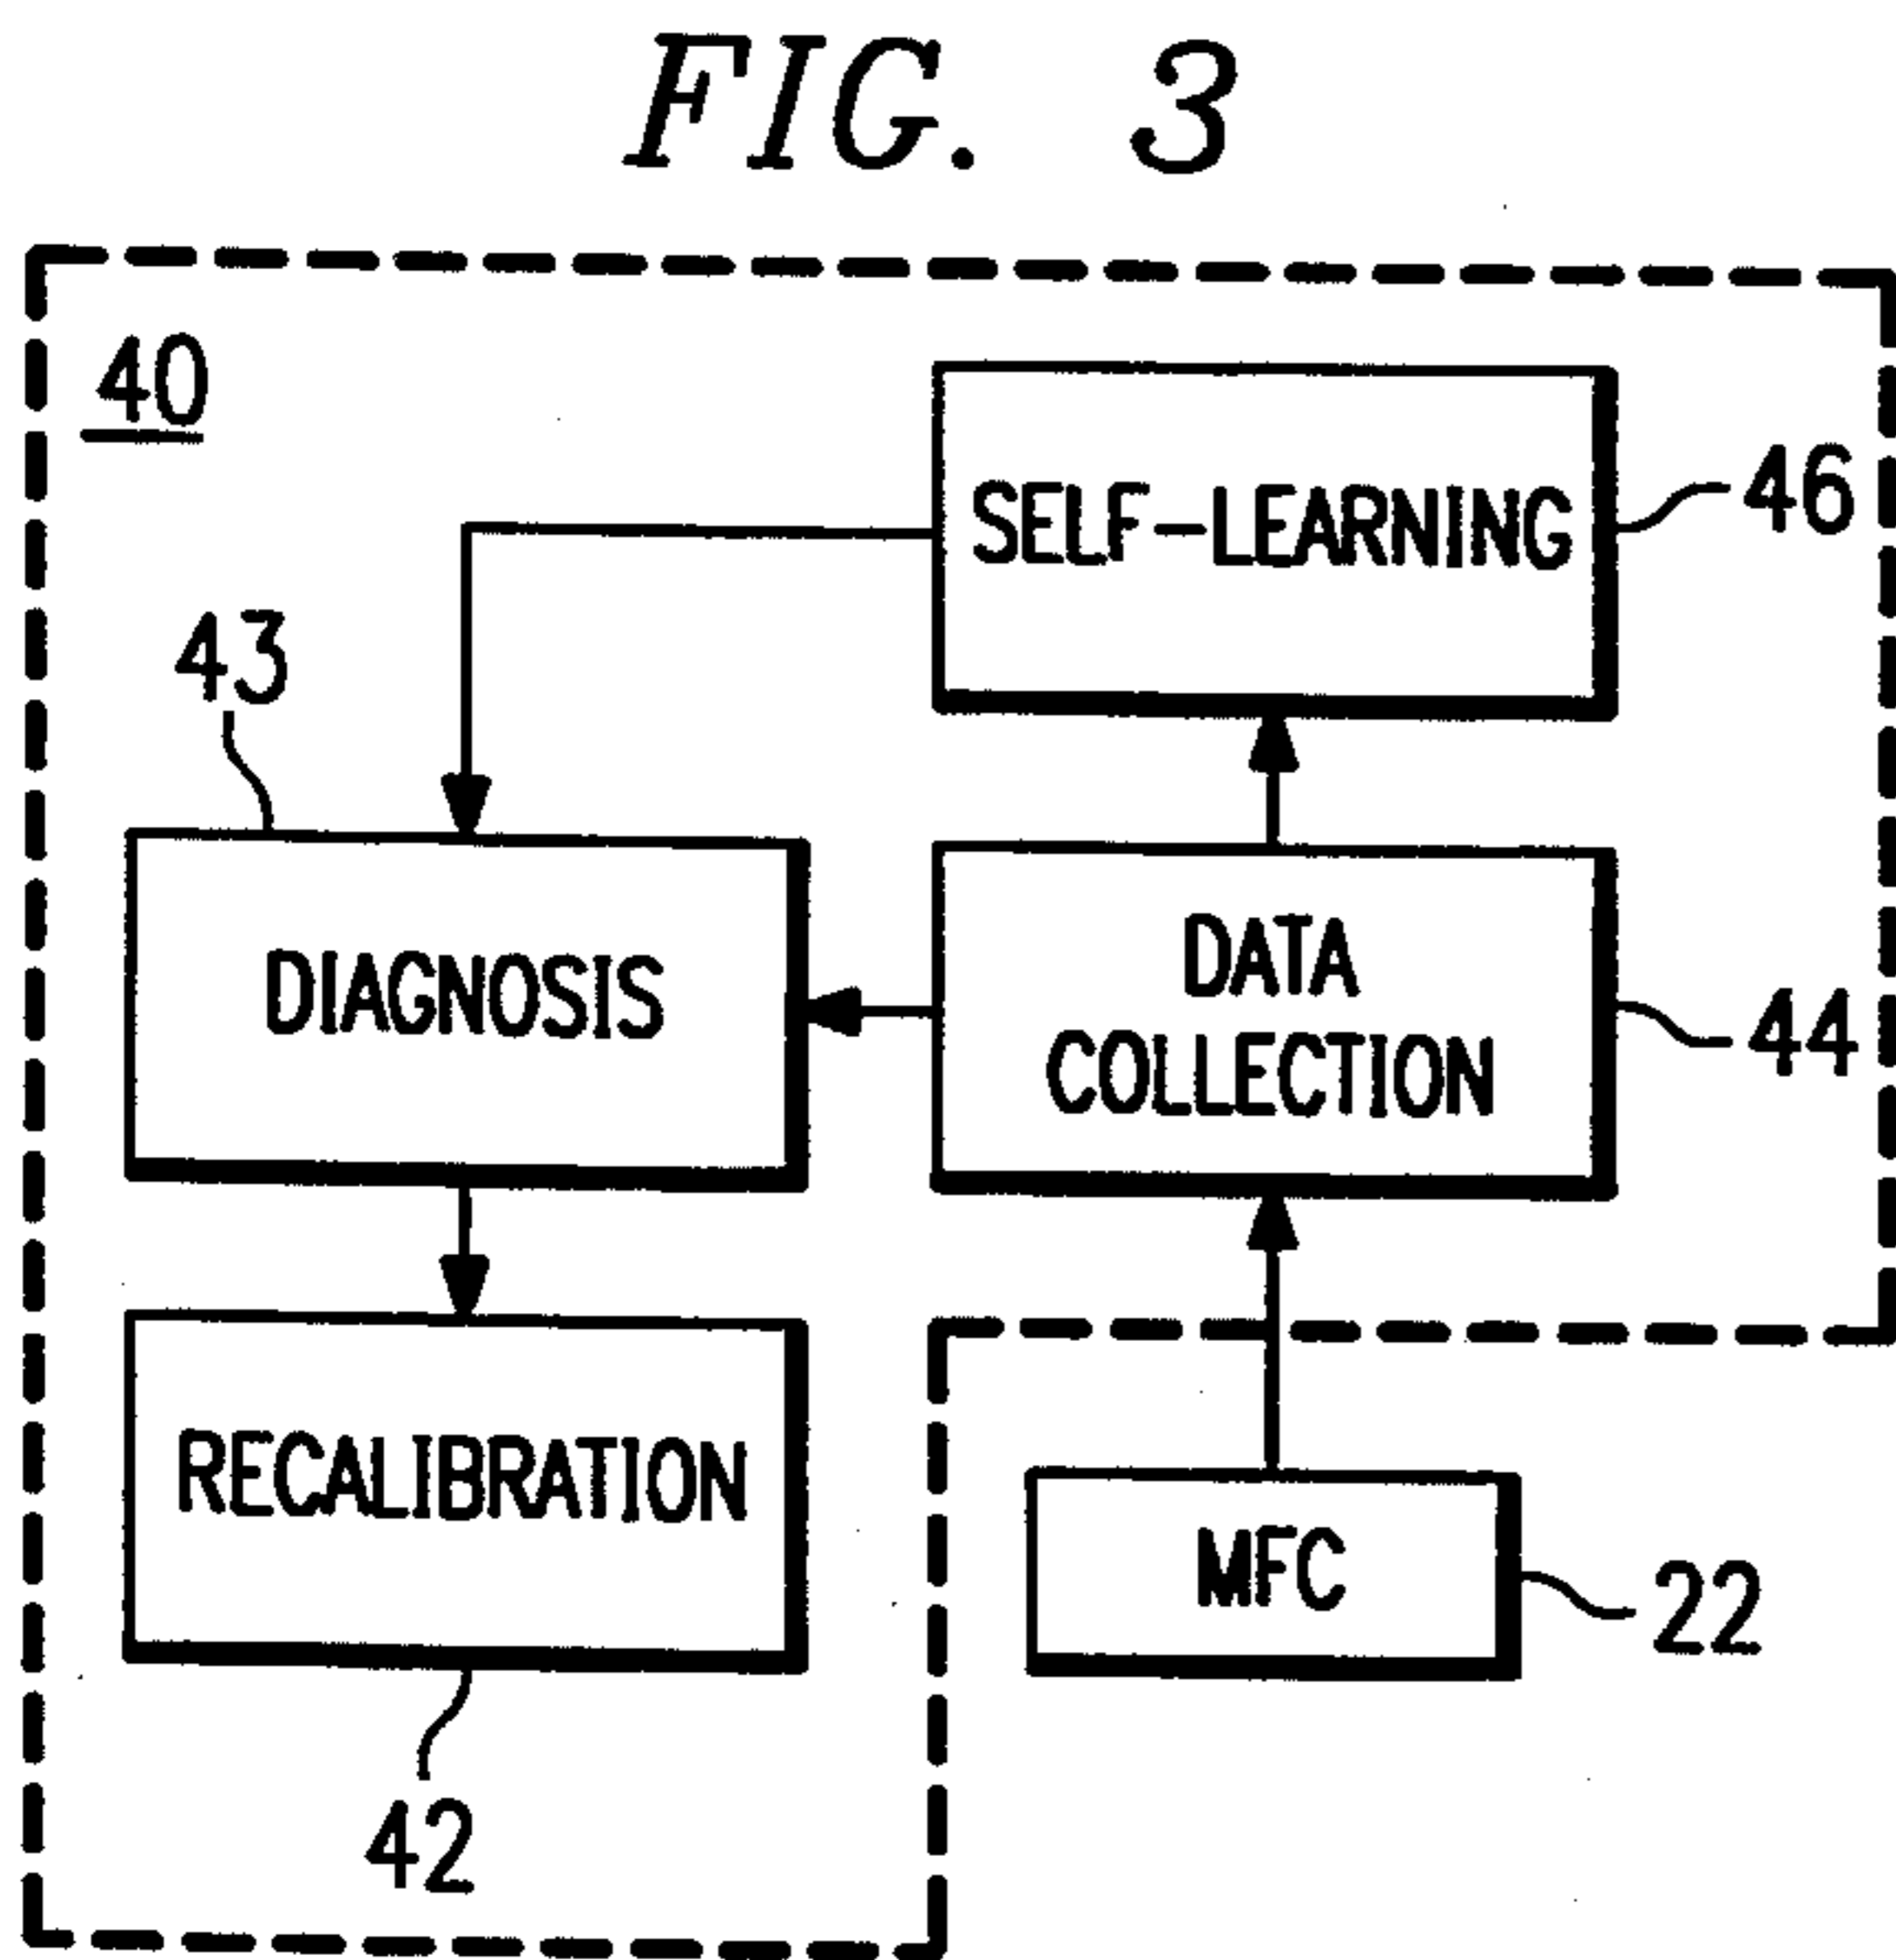 FIG. 3
40
SELF-LEARNING
46
43
DIAGNOSIS
DATA
COLLECTION
44
RECALIBRATION
MFC
22
42